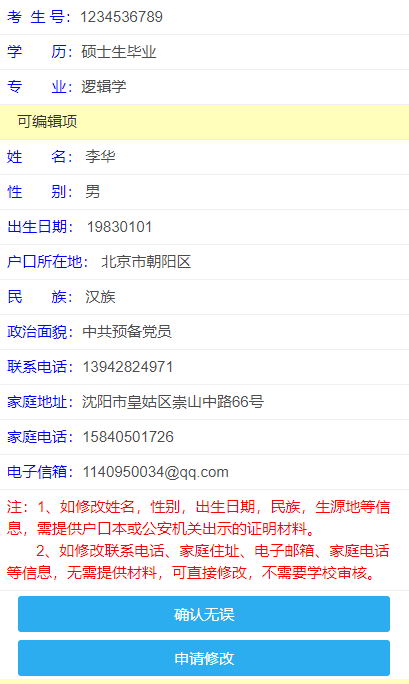 考 生 号: 1234536789
学 历: 硕士生毕业
专 业: 逻辑学
可编辑项
姓 名: 李华
性 别: 男
出生日期: 19830101
户口所在地: 北京市朝阳区
民 族: 汉族
政治面貌: 中共预备党员
联系电话: 13942824971
家庭地址: 沈阳市皇姑区崇山中路66号
家庭电话: 15840501726
电子信箱: 1140950034@qq.com
注: 1、如修改姓名，性别，出生日期，民族，生源地等信
息，需提供户口本或公安机关出示的证明材料。
2、如修改联系电话、家庭住址、电子邮箱、家庭电话
等信息，无需提供材料，可直接修改，不需要学校审核。
确认无误
申请修改